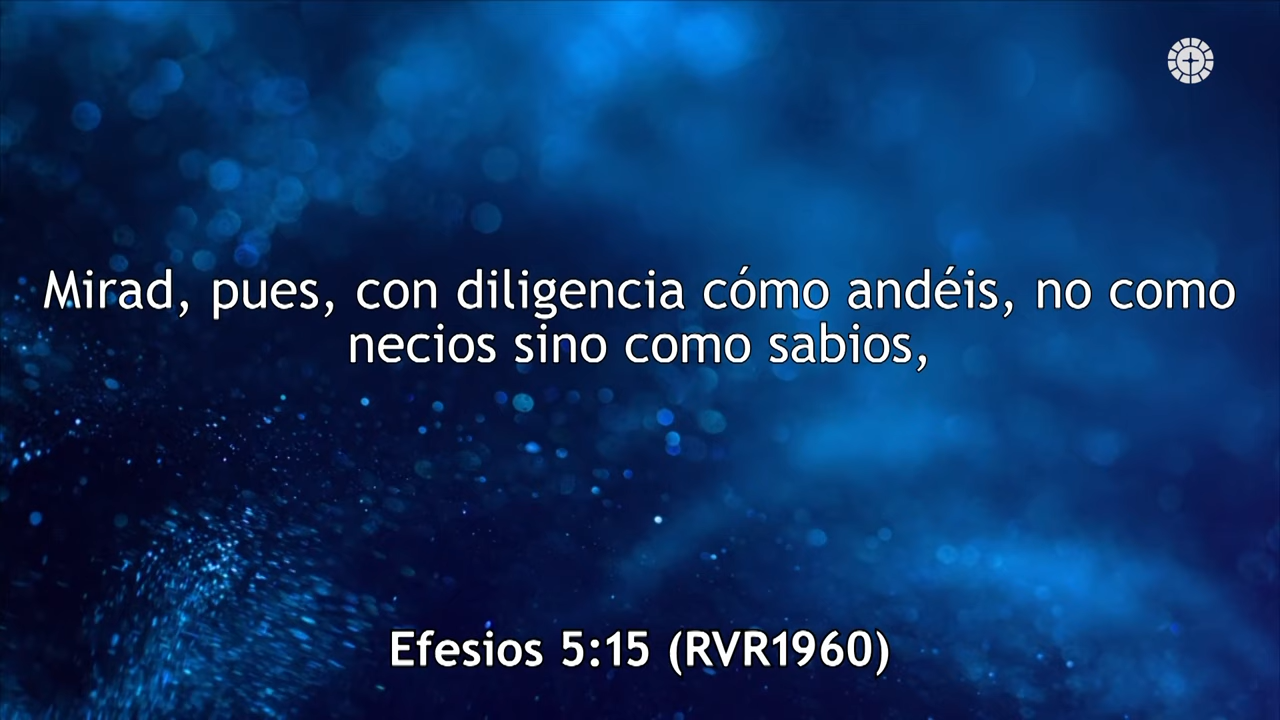 Mirad, pues, con diligencia cómo andéis, no como
necios sino como sabios,
Efesios 5:15 (RVR1960)